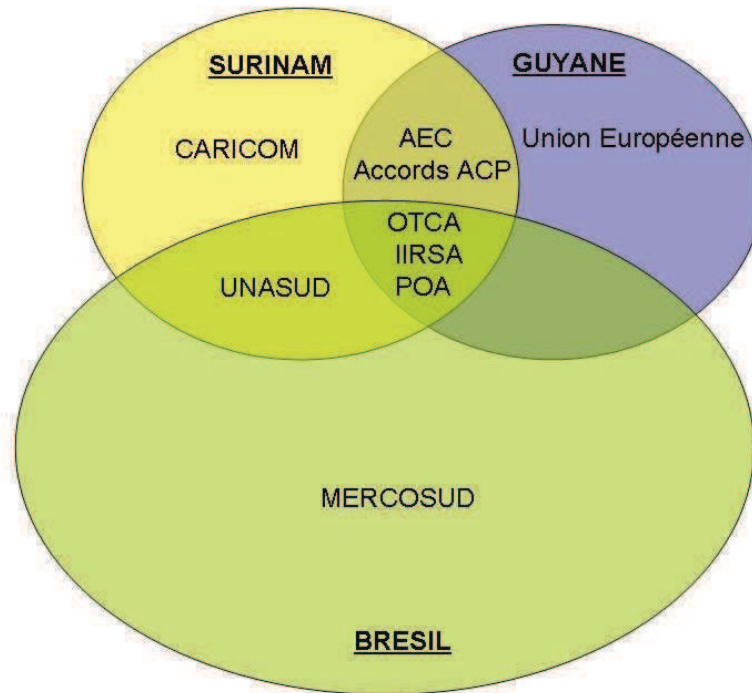 SURINAM
GUYANE
CARICOM
AEC
Accords ACP
Union Européenne
OTCA
IIRSA
POA
UNASUD
MERCOSUD
BRESIL